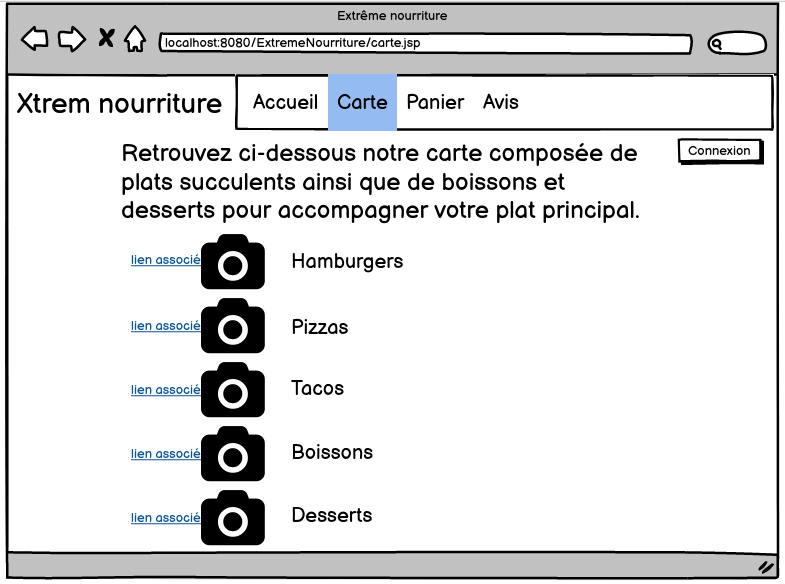 Extrême nourriture
localhost:8080/ExtremeNourriture/carte.jsp
Xtrem nourriture
Accueil Carte Panier Avis
Connexion
Retrouvez ci-dessous notre carte composée de
plats succulents ainsi que de boissons et
desserts pour accompagner votre plat principal.
lien associé Hamburgers
lien associé Pizzas
lien associé Tacos
lien associé Boissons
lien associé Desserts